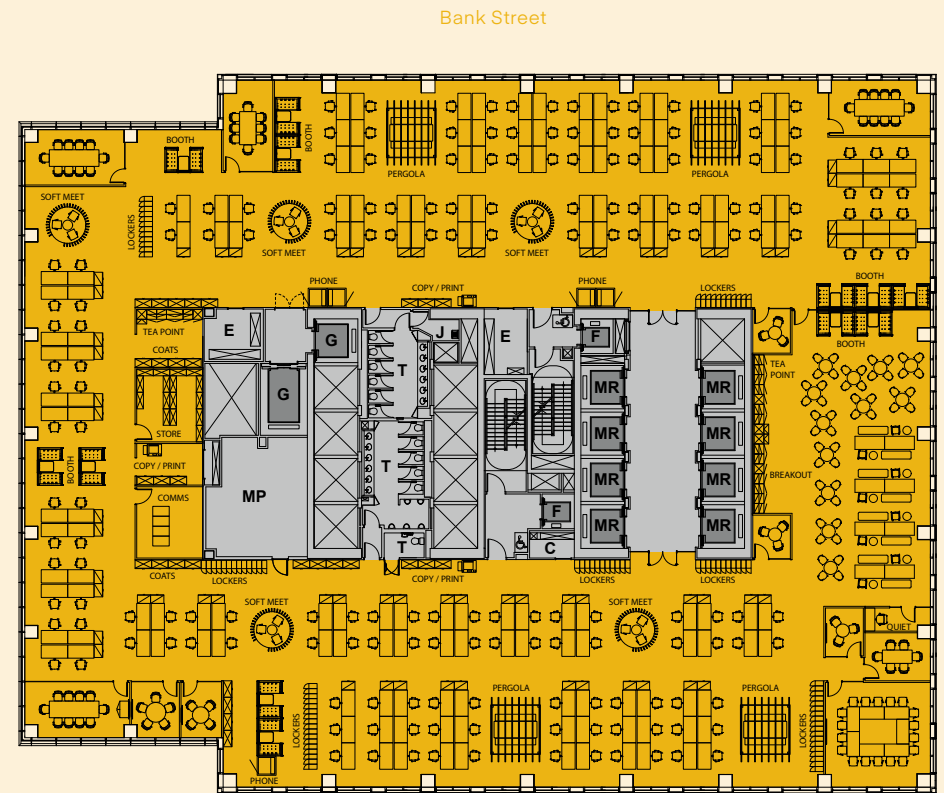 Bank Street
BOOTH
BOOTH
PERGOLA
PERGOLA
SOFT MEET
LOCKERS
SOFT MEET
SOFT MEET
BOOTH
PHONE
COPY / PRINT
PHONE
LOCKERS
TEA POINT
E
G
J
E
F
BOOTH
COATS
T
TEA
POINT
G
MR
MR
STORE
MR
MR
COPY / PRINT
BOOTH
T
MR
MR
BREAKOUT
COMMS
MP
F
MR
MR
T
C
COATS
LOCKERS
COPY / PRINT
LOCKERS
LOCKERS
SOFT MEET
SOFT MEET
QUIET
PERGOLA
PERGOLA
LOCKERS
LOCKERS
PHONE